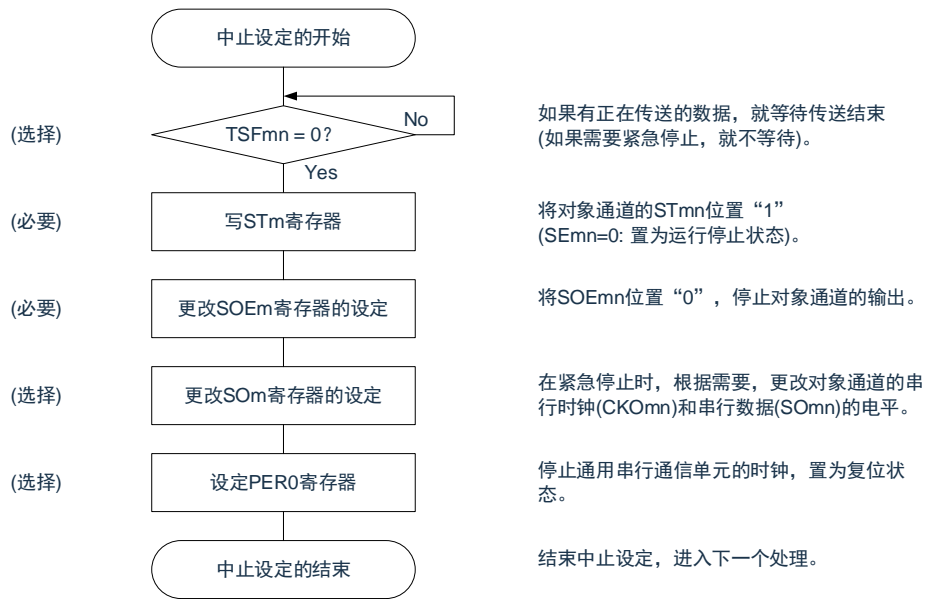 中止设定的开始
(选择)
TSFmn = 0?
No
Yes
如果有正在传送的数据，就等待传送结束
(如果需要紧急停止，就不等待)。
(必要)
写STm寄存器
将对象通道的STmn位置“1”
(SEmn=0: 置为运行停止状态)。
(必要)
更改SOEm寄存器的设定
将SOEmn位置“0”，停止对象通道的输出。
(选择)
更改SOm寄存器的设定
在紧急停止时，根据需要，更改对象通道的串
行时钟(CKOmn)和串行数据(SOmn)的电平。
(选择)
设定PER0寄存器
停止通用串行通信单元的时钟，置为复位状
态。
中止设定的结束
结束中止设定，进入下一个处理。